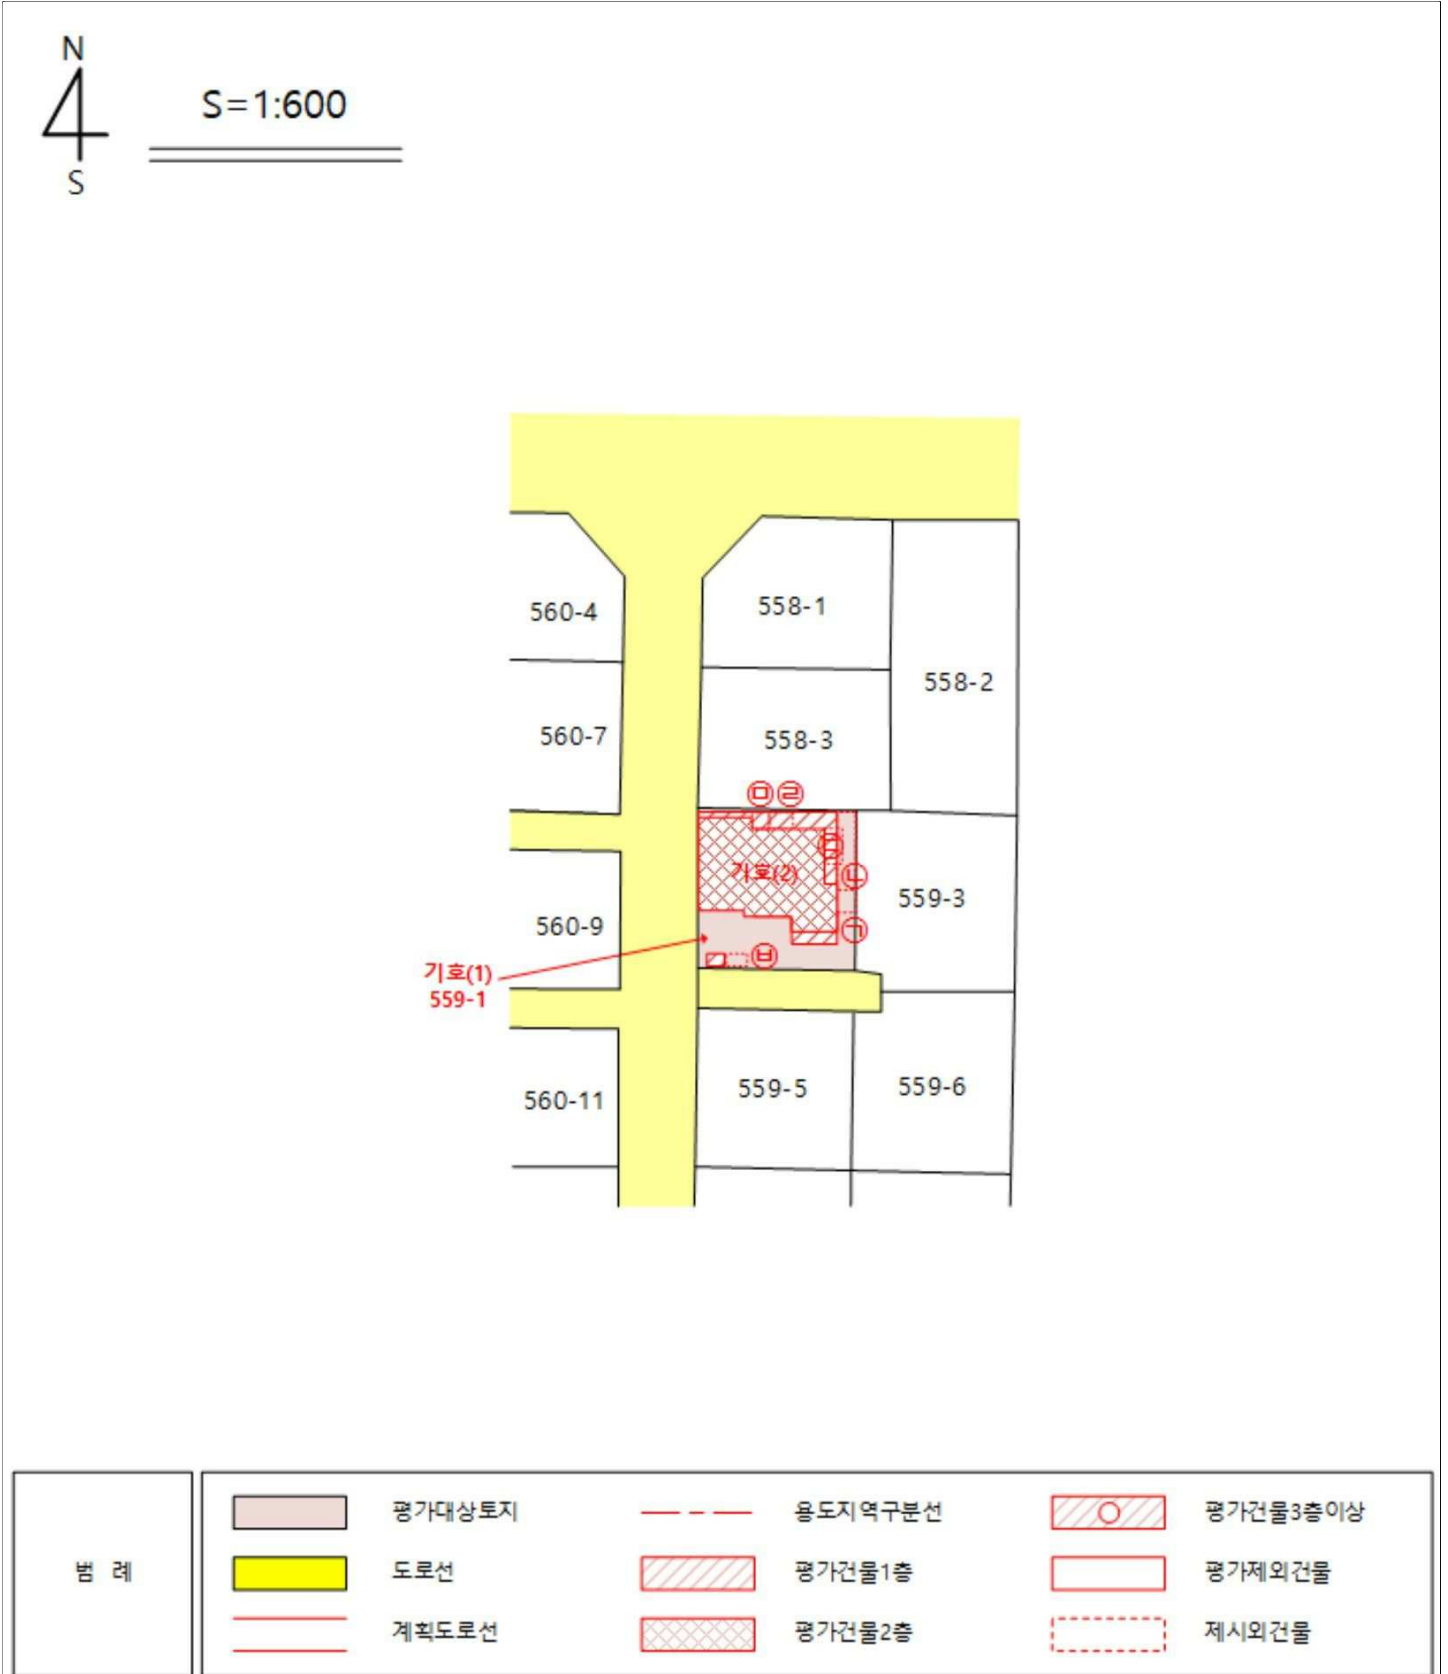 N
S=1:600
S
560-4
558-1
558-2
560-7
558-3
㉤㉣
기호(2)
㉡
559-3
560-9
㉠
㉥
기호(1)
559-1
559-5
559-6
560-11
범 례
평가대상토지
용도지역구분선
평가건물3층이상
도로선
평가건물1층
평가제외건물
계획도로선
평가건물2층
제시외건물